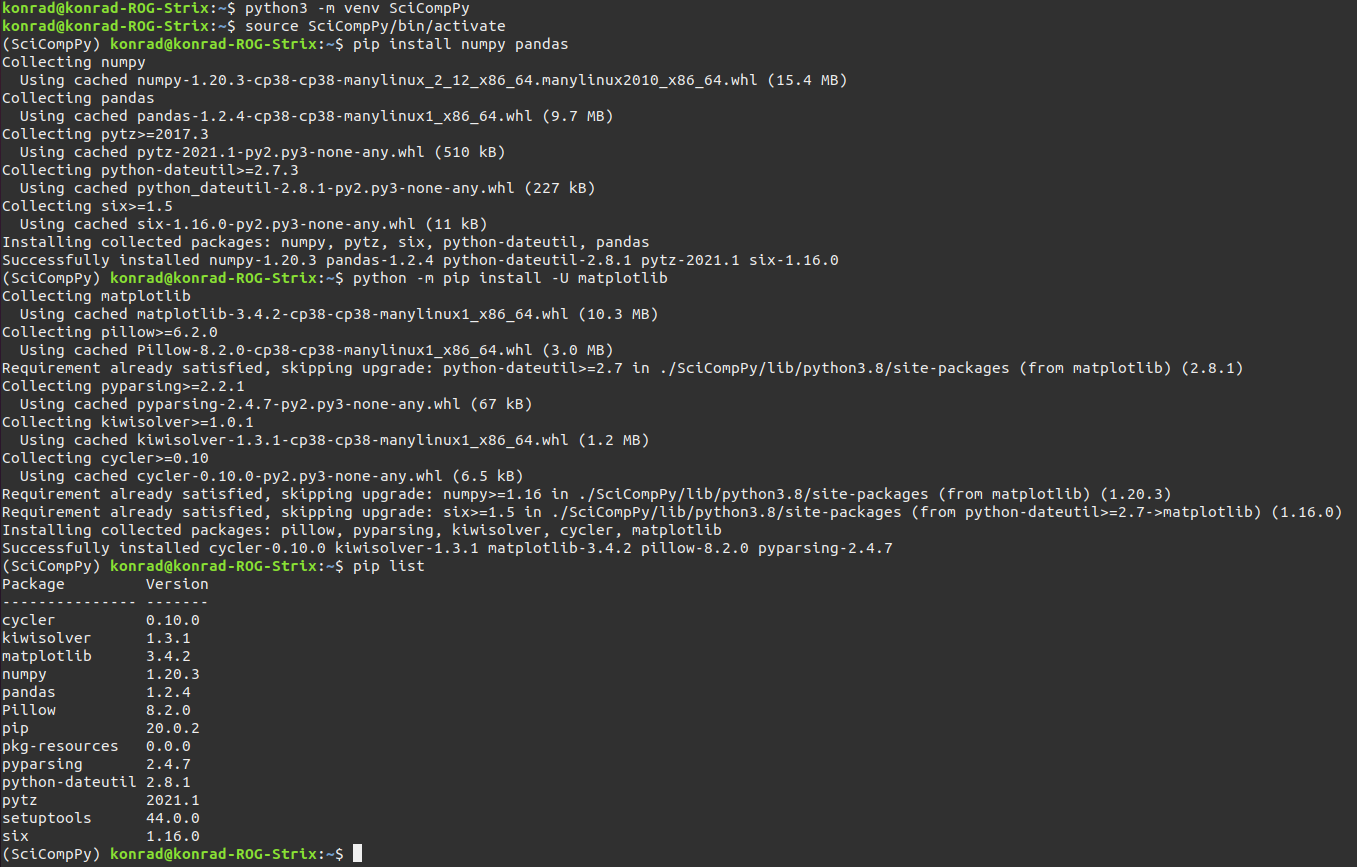 konrad@konrad-ROG-Strix:~$ python3 -m venv SciCompPy
konrad@konrad-ROG-Strix:~$ source SciCompPy/bin/activate
(SciCompPy) konrad@konrad-ROG-Strix:~$ pip install numpy pandas
Collecting numpy
  Using cached numpy-1.20.3-cp38-cp38-manylinux_2_12_x86_64.manylinux2010_x86_64.whl (15.4 MB)
Collecting pandas
  Using cached pandas-1.2.4-cp38-cp38-manylinux1_x86_64.whl (9.7 MB)
Collecting pytz>=2017.3
  Using cached pytz-2021.1-py2.py3-none-any.whl (510 kB)
Collecting python-dateutil>=2.7.3
  Using cached python_dateutil-2.8.1-py2.py3-none-any.whl (227 kB)
Collecting six>=1.5
  Using cached six-1.16.0-py2.py3-none-any.whl (11 kB)
Installing collected packages: numpy, pytz, six, python-dateutil, pandas
Successfully installed numpy-1.20.3 pandas-1.2.4 python-dateutil-2.8.1 pytz-2021.1 six-1.16.0
(SciCompPy) konrad@konrad-ROG-Strix:~$ python -m pip install -U matplotlib
Collecting matplotlib
  Using cached matplotlib-3.4.2-cp38-cp38-manylinux1_x86_64.whl (10.3 MB)
Collecting pillow>=6.2.0
  Using cached Pillow-8.2.0-cp38-cp38-manylinux1_x86_64.whl (3.0 MB)
Requirement already satisfied, skipping upgrade: python-dateutil>=2.7 in ./SciCompPy/lib/python3.8/site-packages (from matplotlib) (2.8.1)
Collecting pyparsing>=2.2.1
  Using cached pyparsing-2.4.7-py2.py3-none-any.whl (67 kB)
Collecting kiwisolver>=1.0.1
  Using cached kiwisolver-1.3.1-cp38-cp38-manylinux1_x86_64.whl (1.2 MB)
Collecting cycler>=0.10
  Using cached cycler-0.10.0-py2.py3-none-any.whl (6.5 kB)
Requirement already satisfied, skipping upgrade: numpy>=1.16 in ./SciCompPy/lib/python3.8/site-packages (from matplotlib) (1.20.3)
Requirement already satisfied, skipping upgrade: six>=1.5 in ./SciCompPy/lib/python3.8/site-packages (from python-dateutil>=2.7->matplotlib) (1.16.0)
Installing collected packages: pillow, pyparsing, kiwisolver, cycler, matplotlib
Successfully installed cycler-0.10.0 kiwisolver-1.3.1 matplotlib-3.4.2 pillow-8.2.0 pyparsing-2.4.7
(SciCompPy) konrad@konrad-ROG-Strix:~$ pip list
Package         Version
--------------- -------
cycler          0.10.0
kiwisolver      1.3.1
matplotlib      3.4.2
numpy           1.20.3
pandas          1.2.4
Pillow          8.2.0
pip             20.0.2
pkg-resources   0.0.0
pyparsing       2.4.7
python-dateutil 2.8.1
pytz            2021.1
setuptools      44.0.0
six             1.16.0
(SciCompPy) konrad@konrad-ROG-Strix:~$